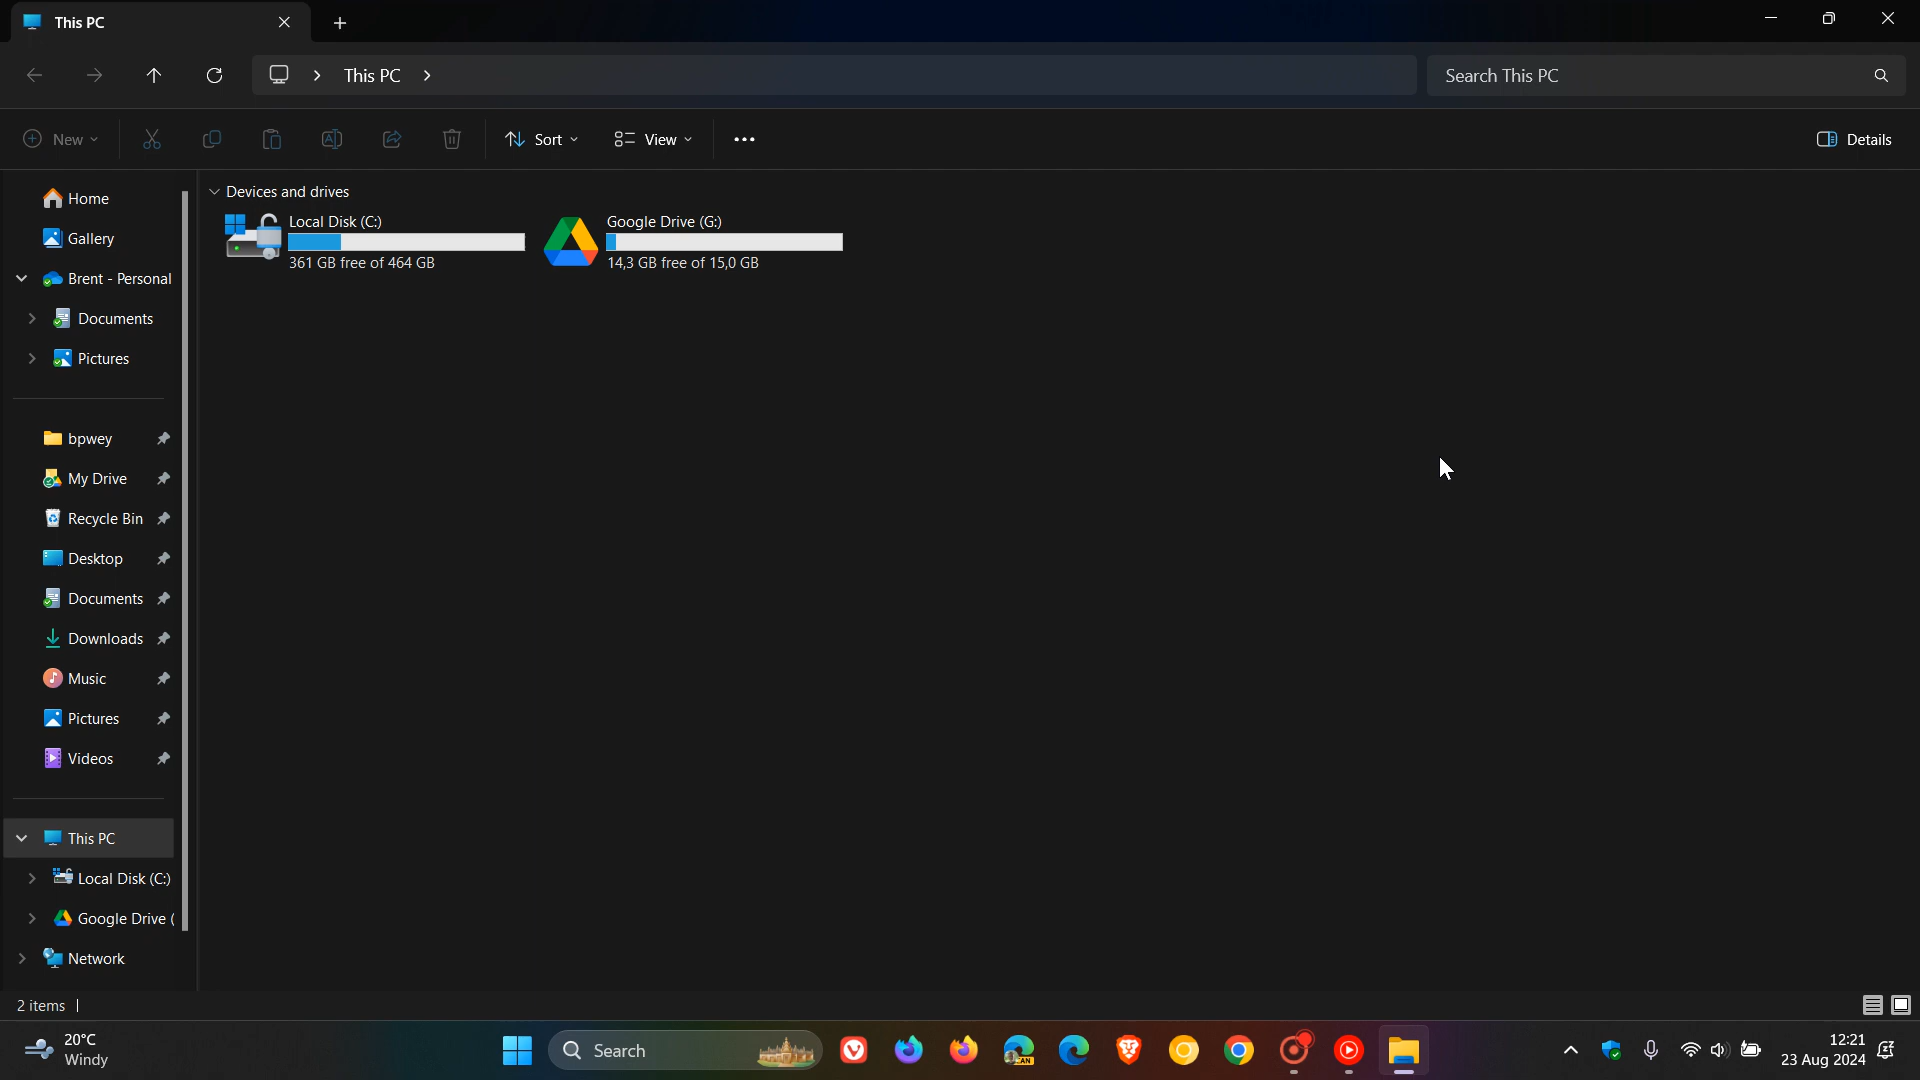 This PC
This PC
Search This PC
New
Sort
View
Details
Home
Gallery
Brent - Personal
Documents
Pictures
bpwey
My Drive
Recycle Bin
Desktop
Documents
Downloads
Music
Pictures
Videos
This PC
Local Disk (C:)
Google Drive (
Network
Devices and drives
Local Disk (C:)
361 GB free of 464 GB
Google Drive (G:)
14,3 GB free of 15,0 GB
2 items
20°C
Windy
Search
CAN
12:21
23 Aug 2024